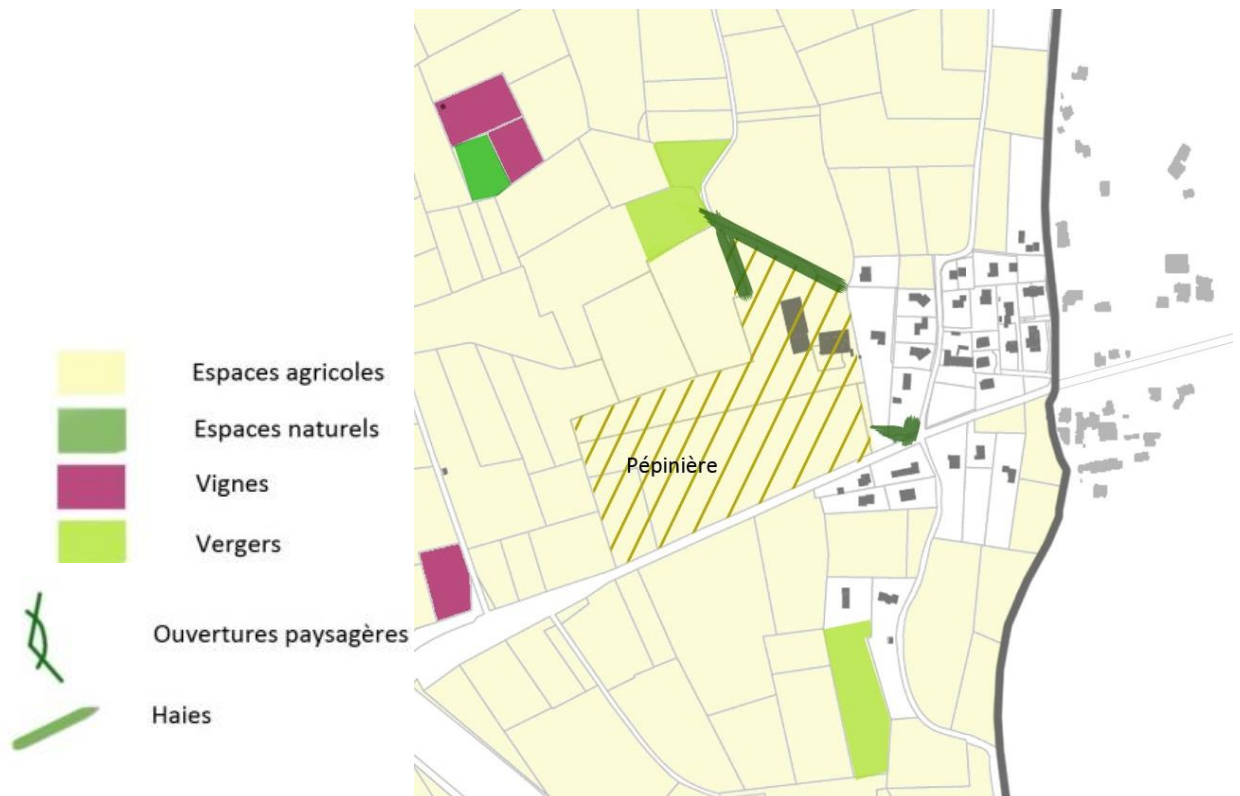 Espaces agricoles
Espaces naturels
Vignes
Vergers
Ouvertures paysagères
Haies
Pépinière